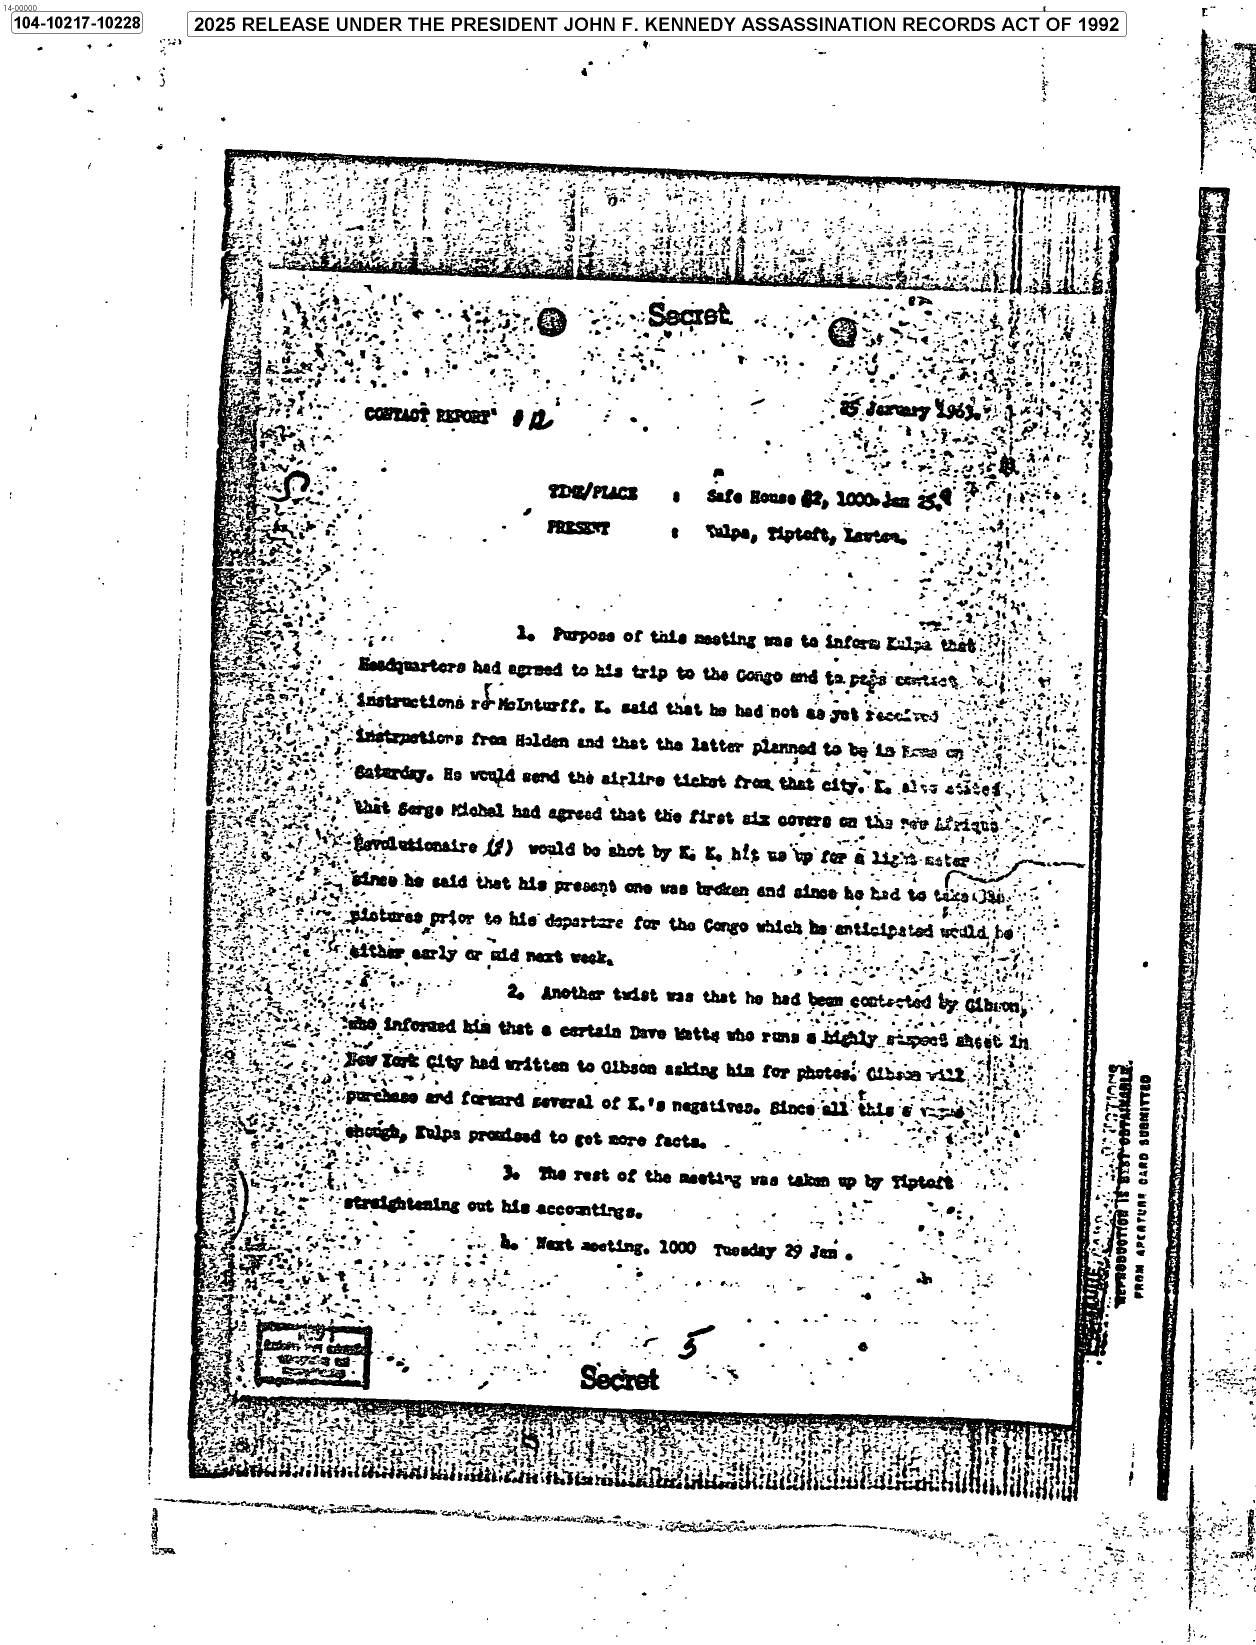 14-00000
104-10217-10228
2025 RELEASE UNDER THE PRESIDENT JOHN F. KENNEDY ASSASSINATION RECORDS ACT OF 1992
Secret
CONTACT REPORT # 12
25 January 1963.
TIME/PLACE : Safe House #2, 1000 Jan 25.
PRESENT : Kulpa, Tiptoft, Lawton.
1. Purpose of this meeting was to inform Kulpa that
Headquarters had agreed to his trip to the Congo and to pass contact
instructions re McInturff. K. said that he had not as yet received
instructions from Holden and that the latter planned to be in Rome on
Saturday. He would send the airline ticket from that city. K. also stated
that Serge Michel had agreed that the first six covers on the new Afrique
Revolutionaire would be shot by K. K. hit us up for a light meter
since he said that his present one was broken and since he had to take
pictures prior to his departure for the Congo which he anticipated would be
either early or mid next week.
2. Another twist was that he had been contacted by Gibson,
who informed him that a certain Dave Watts who runs a highly suspect sheet in
New York City had written to Gibson asking him for photos. Gibson will
purchase and forward several of K.'s negatives. Since all this
enough, Kulpa promised to get more facts.
3. The rest of the meeting was taken up by Tiptoft
straightening out his accountings.
4. Next meeting. 1000 Tuesday 29 Jan.
5
Secret
REPRODUCTION IS BEST OBTAINABLE
FROM APERTURE CARD SUBMITTED